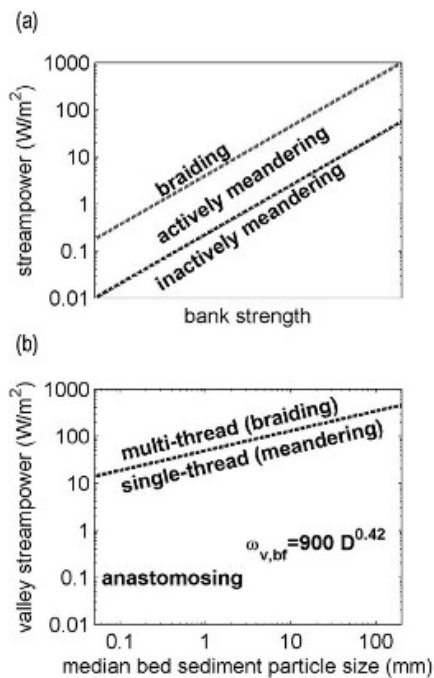 (a)
streampower (W/m²)
1000
100
10
1
0.1
0.01
braiding
actively meandering
inactively meandering
bank strength
(b)
valley streampower (W/m²)
1000
100
10
1
0.1
0.01
multi-thread (braiding)
single-thread (meandering)
ω_v,bf=900 D^0.42
anastomosing
0.1 1 10 100
median bed sediment particle size (mm)